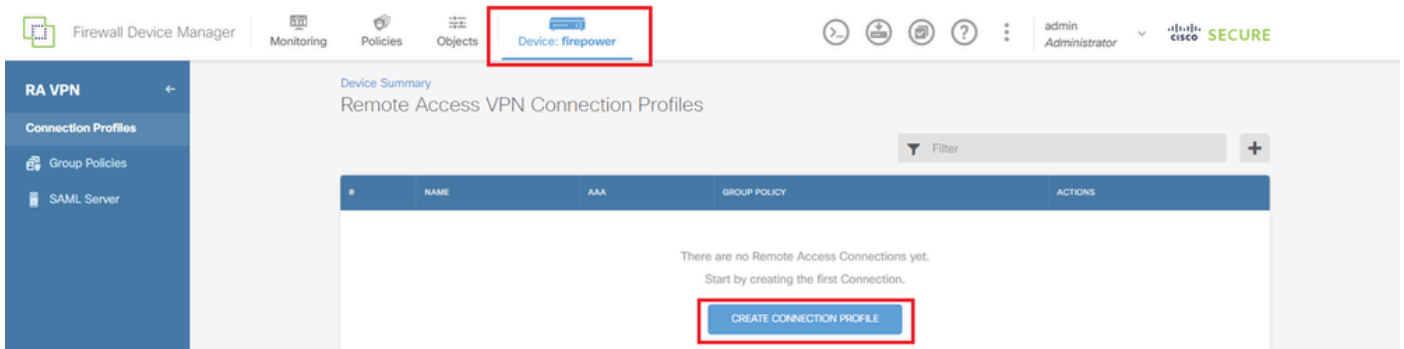 Firewall Device Manager
Monitoring
Policies
Objects
Device: firepower
admin
Administrator
CISCO SECURE
RA VPN
Connection Profiles
Group Policies
SAML Server
Device Summary
Remote Access VPN Connection Profiles
Filter
# NAME AAA GROUP POLICY ACTIONS
There are no Remote Access Connections yet.
Start by creating the first Connection.
CREATE CONNECTION PROFILE